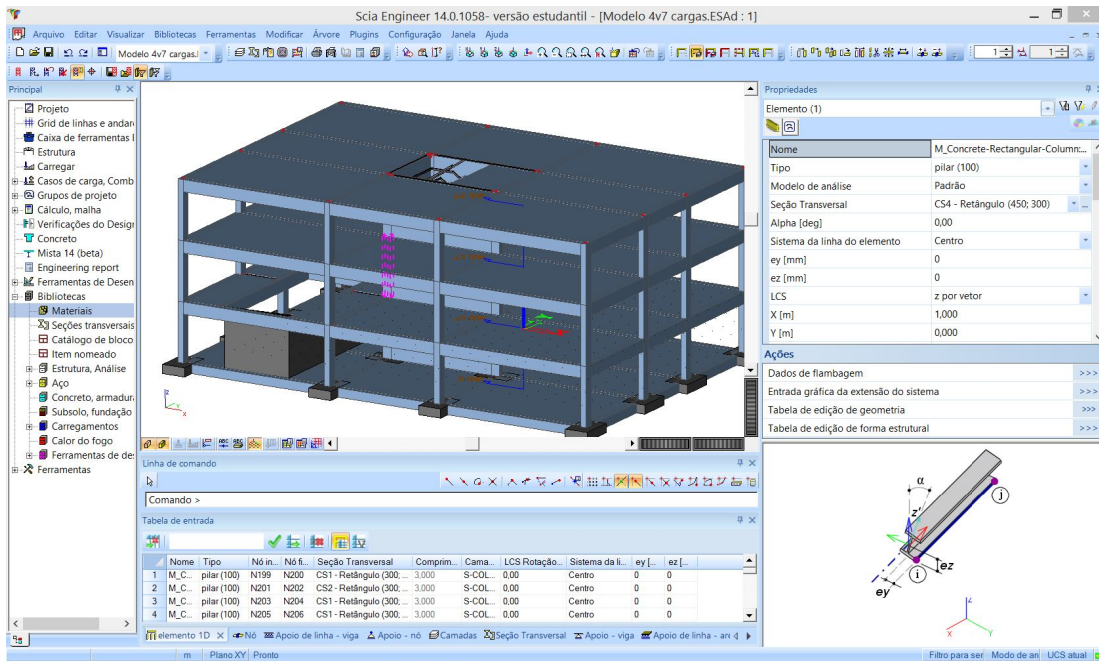 Scia Engineer 14.0.1058- versão estudantil - [Modelo 4v7 cargas.ESAd : 1]
Arquivo Editar Visualizar Bibliotecas Ferramentas Modificar Árvore Plugins Configuração Janela Ajuda
Modelo 4v7 cargas.
1 1
Principal
Projeto
Grid de linhas e andare
Caixa de ferramentas
Estrutura
Carregar
Casos de carga, Comb
Grupos de projeto
Cálculo, malha
Verificações do Design
Concreto
Mista 14 (beta)
Engineering report
Ferramentas de Desen
Bibliotecas
Materiais
Seções transversais
Catálogo de bloco
Item nomeado
Estrutura, Análise
Aço
Concreto, armadur
Subsolo, fundação
Carregamentos
Calor do fogo
Ferramentas de de
Ferramentas
z
y
x
Linha de comando
Comando >
Tabela de entrada
Nome Tipo Nó in... Nó fi... Seção Transversal Comprim... Cama... LCS Rotação... Sistema da li... ey [... ez [...
1 M_C... pilar (100) N199 N200 CS1 - Retângulo (300; ... 3,000 S-COL... 0,00 Centro 0 0
2 M_C... pilar (100) N201 N202 CS2 - Retângulo (300; ... 3,000 S-COL... 0,00 Centro 0 0
3 M_C... pilar (100) N203 N204 CS1 - Retângulo (300; ... 3,000 S-COL... 0,00 Centro 0 0
4 M_C... pilar (100) N205 N206 CS1 - Retângulo (300; ... 3,000 S-COL... 0,00 Centro 0 0
elemento 1D Nó Apoio de linha - viga Apoio - nó Camadas Seção Transversal Apoio - viga Apoio de linha - are
Propriedades
Elemento (1)
Nome M_Concrete-Rectangular-Column:...
Tipo pilar (100)
Modelo de análise Padrão
Seção Transversal CS4 - Retângulo (450; 300)
Alpha [deg] 0,00
Sistema da linha do elemento Centro
ey [mm] 0
ez [mm] 0
LCS z por vetor
X [m] 1,000
Y [m] 0,000
Ações
Dados de flambagem >>>
Entrada gráfica da extensão do sistema >>>
Tabela de edição de geometria >>>
Tabela de edição de forma estrutural >>>
α
z'
j
i
ez
ey
z
x
y
m Plano XY Pronto Filtro para ser Modo de an UCS atual